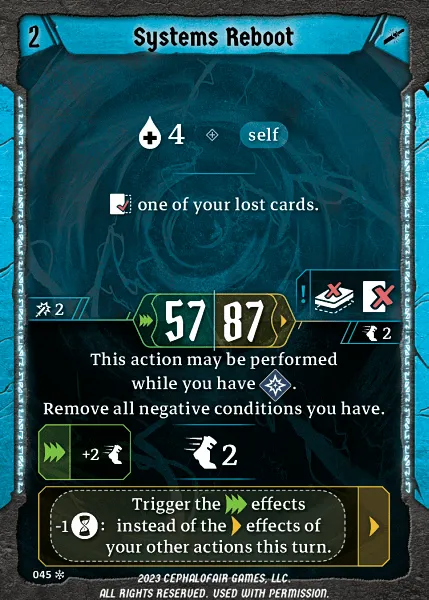 2
Systems Reboot
4 self
one of your lost cards.
2
57 87
2
This action may be performed
while you have .
Remove all negative conditions you have.
+2 2
Trigger the effects
-1 : instead of the effects of
your other actions this turn.
045
2023 CEPHALOFAIR GAMES, LLC.
ALL RIGHTS RESERVED. USED WITH PERMISSION.